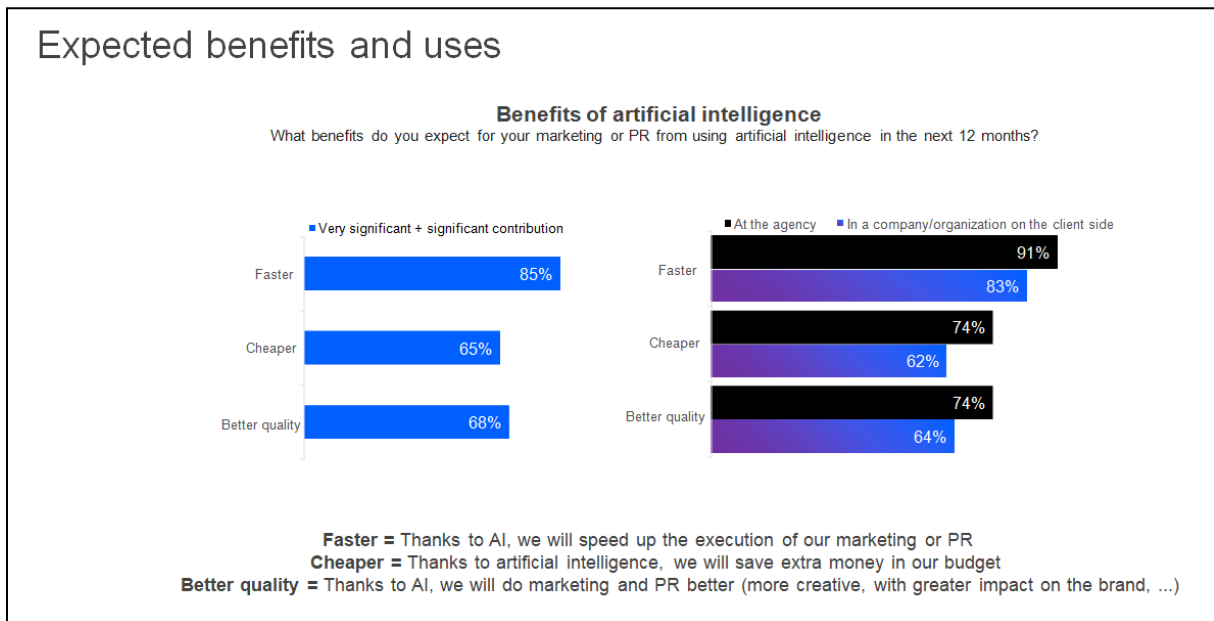 Expected benefits and uses
Benefits of artificial intelligence
What benefits do you expect for your marketing or PR from using artificial intelligence in the next 12 months?
Very significant + significant contribution
Faster
85%
Cheaper
65%
Better quality
68%
At the agency In a company/organization on the client side
Faster
91%
83%
Cheaper
74%
62%
Better quality
74%
64%
Faster = Thanks to AI, we will speed up the execution of our marketing or PR
Cheaper = Thanks to artificial intelligence, we will save extra money in our budget
Better quality = Thanks to AI, we will do marketing and PR better (more creative, with greater impact on the brand, ...)